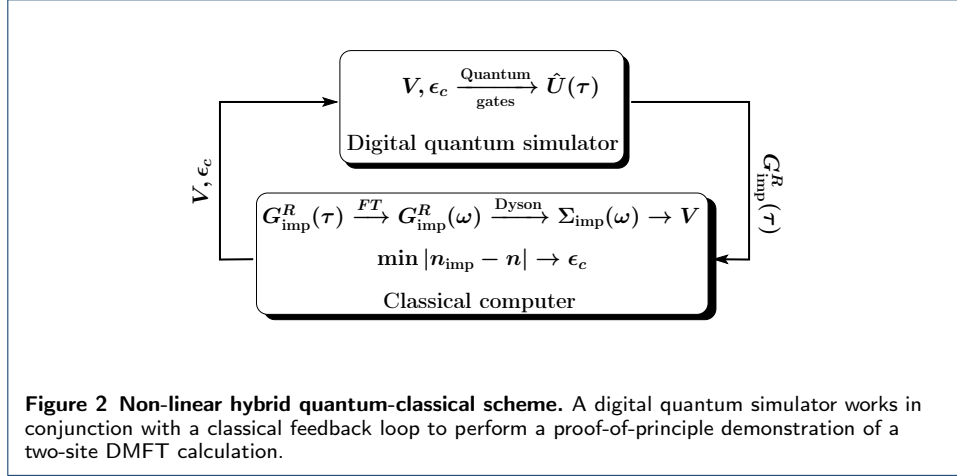 Quantum
V, ϵ_c → Û(τ)
gates
Digital quantum simulator
V, ϵ_c
G^R_imp(τ)
G^R_imp(τ) —FT→ G^R_imp(ω) —Dyson→ Σ_imp(ω) → V
min |n_imp − n| → ϵ_c
Classical computer
Figure 2 Non-linear hybrid quantum-classical scheme. A digital quantum simulator works in
conjunction with a classical feedback loop to perform a proof-of-principle demonstration of a
two-site DMFT calculation.